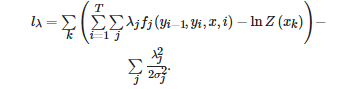 l_λ = ∑_k ( ∑_{i=1}^{T} ∑_j λ_j f_j (y_{i−1}, y_i, x, i) − ln Z (x_k) ) −
∑_j λ_j^2 / 2σ_j^2 .